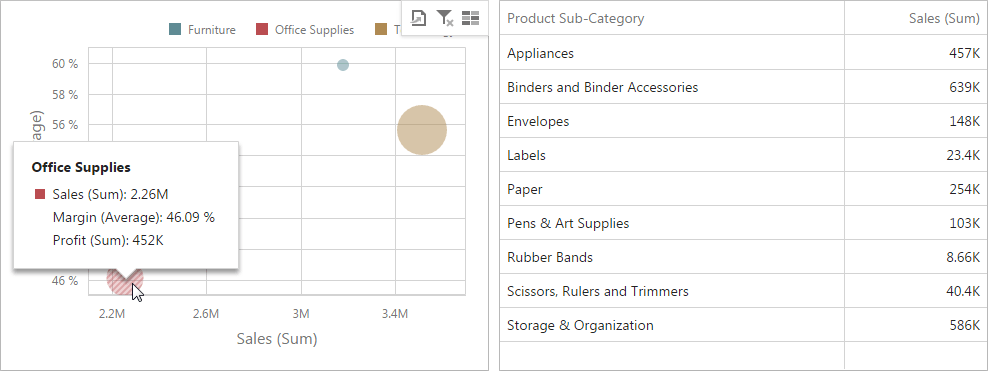 Furniture
Office Supplies
60 %
58 %
56 %
Office Supplies
Sales (Sum): 2.26M
Margin (Average): 46.09 %
Profit (Sum): 452K
46 %
2.2M
2.6M
3M
3.4M
Sales (Sum)
Product Sub-Category Sales (Sum)
Appliances 457K
Binders and Binder Accessories 639K
Envelopes 148K
Labels 23.4K
Paper 254K
Pens & Art Supplies 103K
Rubber Bands 8.66K
Scissors, Rulers and Trimmers 40.4K
Storage & Organization 586K